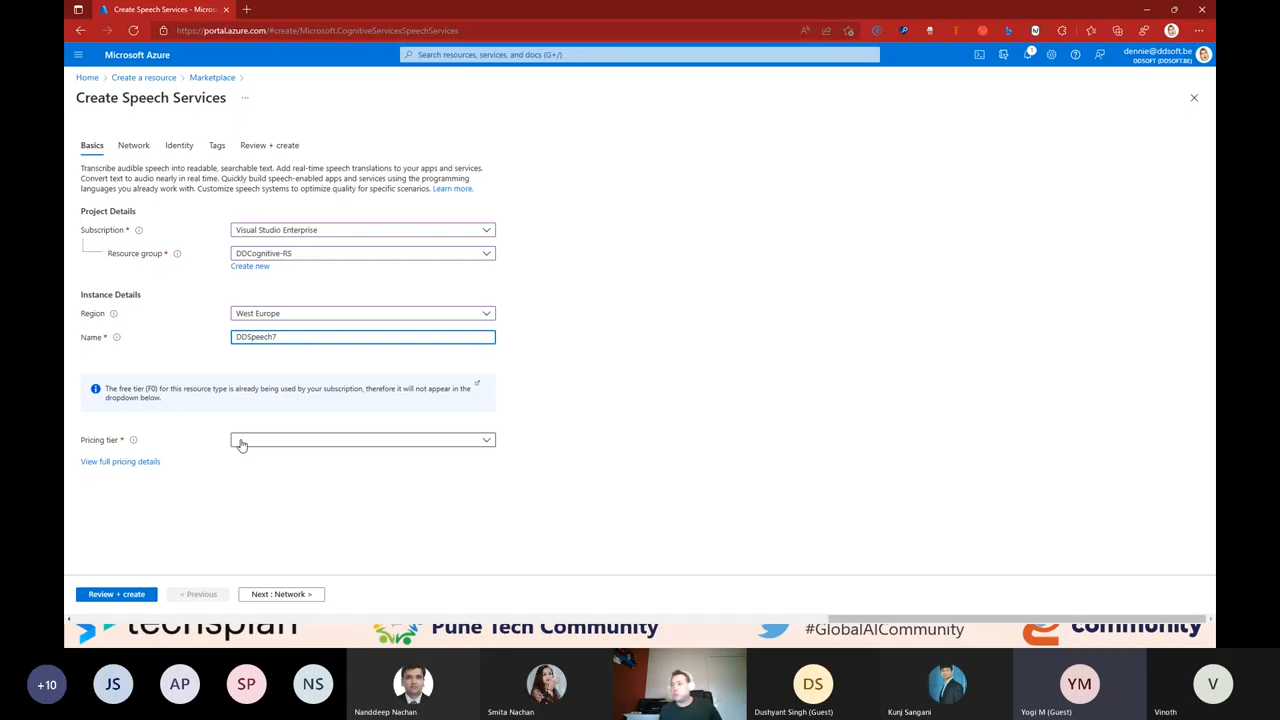 Create Speech Services - Micros
https://portal.azure.com/#create/Microsoft.CognitiveServicesSpeechServices
Microsoft Azure
Search resources, services, and docs (G+/)
1
dennie@ddsoft.be
DDSOFT (DDSOFT.BE)
Home > Create a resource > Marketplace >
Create Speech Services ...
Basics Network Identity Tags Review + create
Transcribe audible speech into readable, searchable text. Add real-time speech translations to your apps and services.
Convert text to audio nearly in real time. Quickly build speech-enabled apps and services using the programming
languages you already work with. Customize speech systems to optimize quality for specific scenarios. Learn more.
Project Details
Subscription * Visual Studio Enterprise
Resource group * DDCognitive-RS
Create new
Instance Details
Region West Europe
Name * DDSpeech7
The free tier (F0) for this resource type is already being used by your subscription, therefore it will not appear in the
dropdown below.
Pricing tier *
View full pricing details
Review + create < Previous Next : Network >
Pune Tech Community #GlobalAICommunity community
+10 JS AP SP NS DS YM V
Nanddeep Nachan Smita Nachan Dushyant Singh (Guest) Kunj Sangani Yogi M (Guest) Vinoth